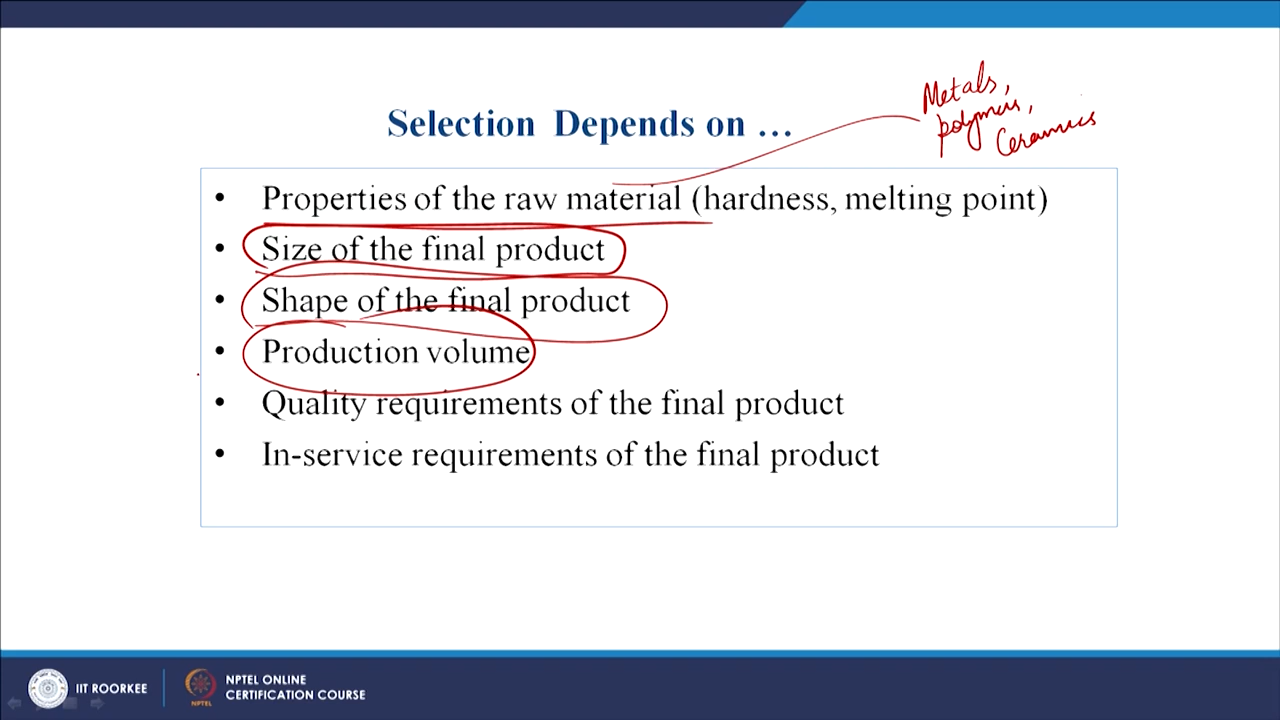 Metals,
polymers,
Ceramics
Selection Depends on ...
• Properties of the raw material (hardness, melting point)
• Size of the final product
• Shape of the final product
• Production volume
• Quality requirements of the final product
• In-service requirements of the final product
IIT ROORKEE
NPTEL ONLINE
CERTIFICATION COURSE
NPTEL